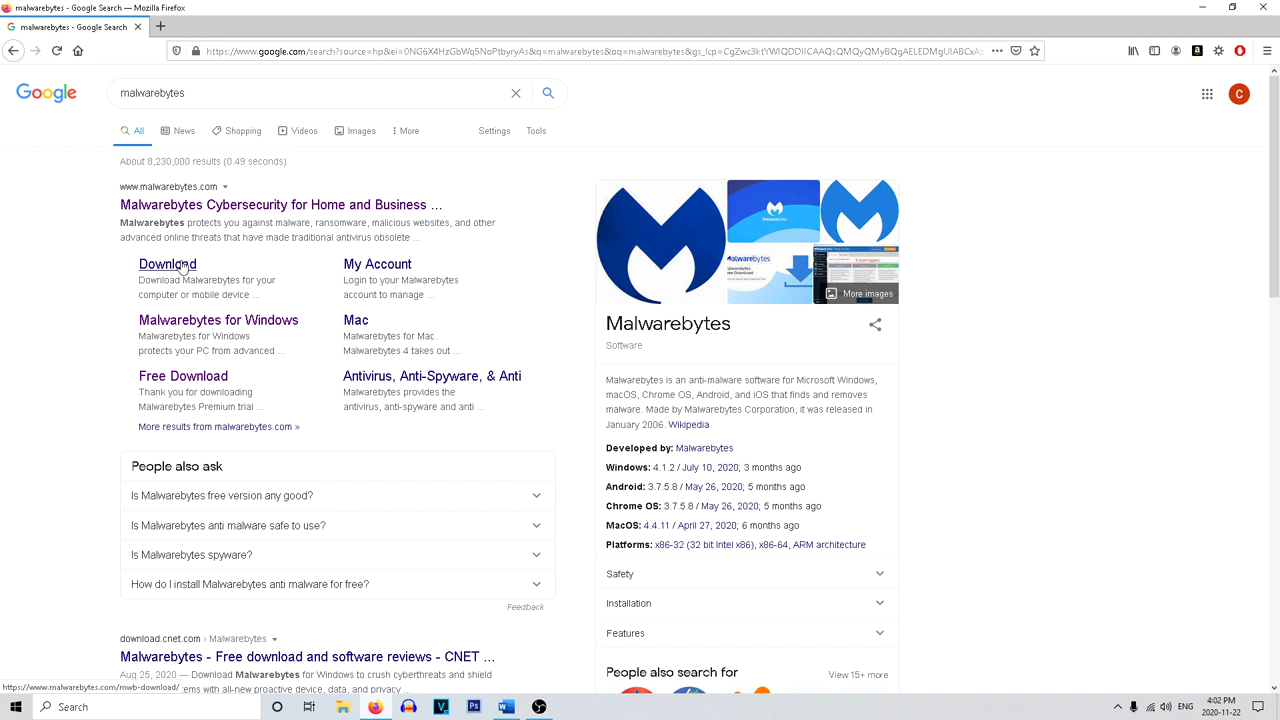 malwarebytes - Google Search — Mozilla Firefox
malwarebytes - Google Search
https://www.google.com/search?source=hp&ei=0NG6X4HzGbWq5NoPtbyryAs&q=malwarebytes&oq=malwarebytes&gs_lcp=CgZwc3ktYWIQDDIICAAQsQMQyQMyBQgAELEDMgUIABCxAz
Google
malwarebytes
C
All
News
Shopping
Videos
Images
More
Settings
Tools
About 8,230,000 results (0.49 seconds)
www.malwarebytes.com
Malwarebytes Cybersecurity for Home and Business ...
Malwarebytes protects you against malware, ransomware, malicious websites, and other
advanced online threats that have made traditional antivirus obsolete ...
Download
Download Malwarebytes for your
computer or mobile device ...
My Account
Login to your Malwarebytes
account to manage ...
Malwarebytes for Windows
Malwarebytes for Windows
protects your PC from advanced ...
Mac
Malwarebytes for Mac.
Malwarebytes 4 takes out ...
Free Download
Thank you for downloading
Malwarebytes Premium trial ...
Antivirus, Anti-Spyware, & Anti
Malwarebytes provides the
antivirus, anti-spyware and anti ...
More results from malwarebytes.com »
People also ask
Is Malwarebytes free version any good?
Is Malwarebytes anti malware safe to use?
Is Malwarebytes spyware?
How do I install Malwarebytes anti malware for free?
Feedback
download.cnet.com › Malwarebytes
Malwarebytes - Free download and software reviews - CNET ...
Aug 25, 2020 — Download Malwarebytes for Windows to crush cyberthreats and shield
ems with all-new proactive device, data, and privacy ...
https://www.malwarebytes.com/mwb-download/
More images
Malwarebytes
Software
Malwarebytes is an anti-malware software for Microsoft Windows,
macOS, Chrome OS, Android, and iOS that finds and removes
malware. Made by Malwarebytes Corporation, it was released in
January 2006. Wikipedia
Developed by: Malwarebytes
Windows: 4.1.2 / July 10, 2020; 3 months ago
Android: 3.7.5.8 / May 26, 2020; 5 months ago
Chrome OS: 3.7.5.8 / May 26, 2020; 5 months ago
MacOS: 4.4.11 / April 27, 2020; 6 months ago
Platforms: x86-32 (32 bit Intel x86), x86-64, ARM architecture
Safety
Installation
Features
People also search for
View 15+ more
Search
ENG
4:02 PM
2020-11-22